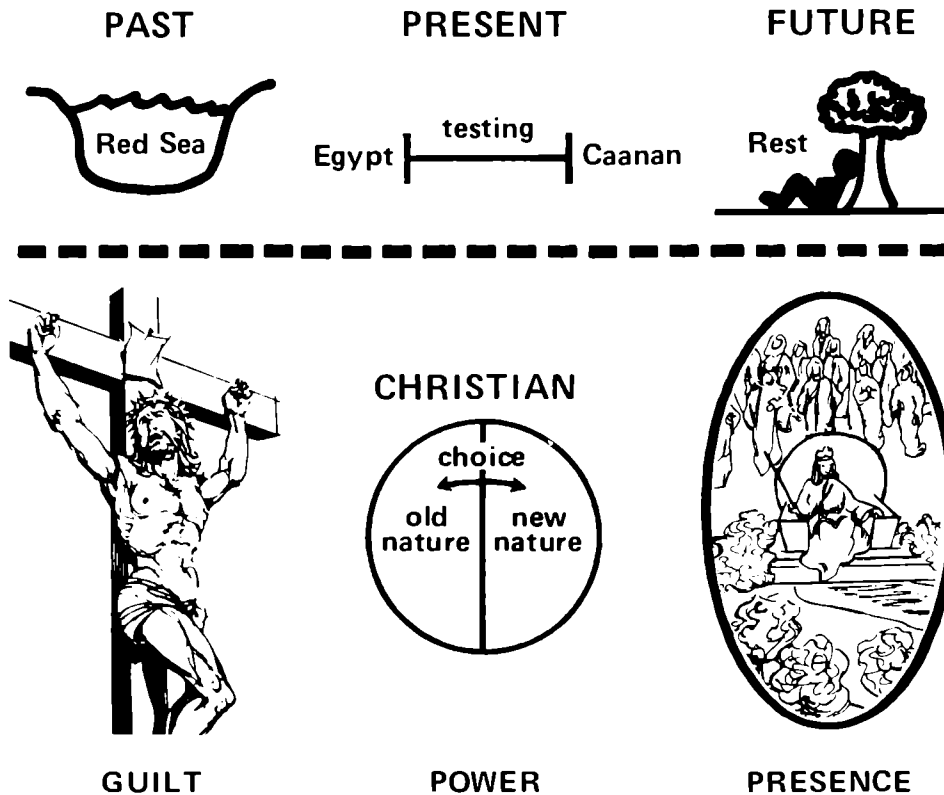 PAST PRESENT FUTURE
Red Sea
testing
Egypt Caanan
Rest
CHRISTIAN
choice
old new
nature nature
GUILT POWER PRESENCE